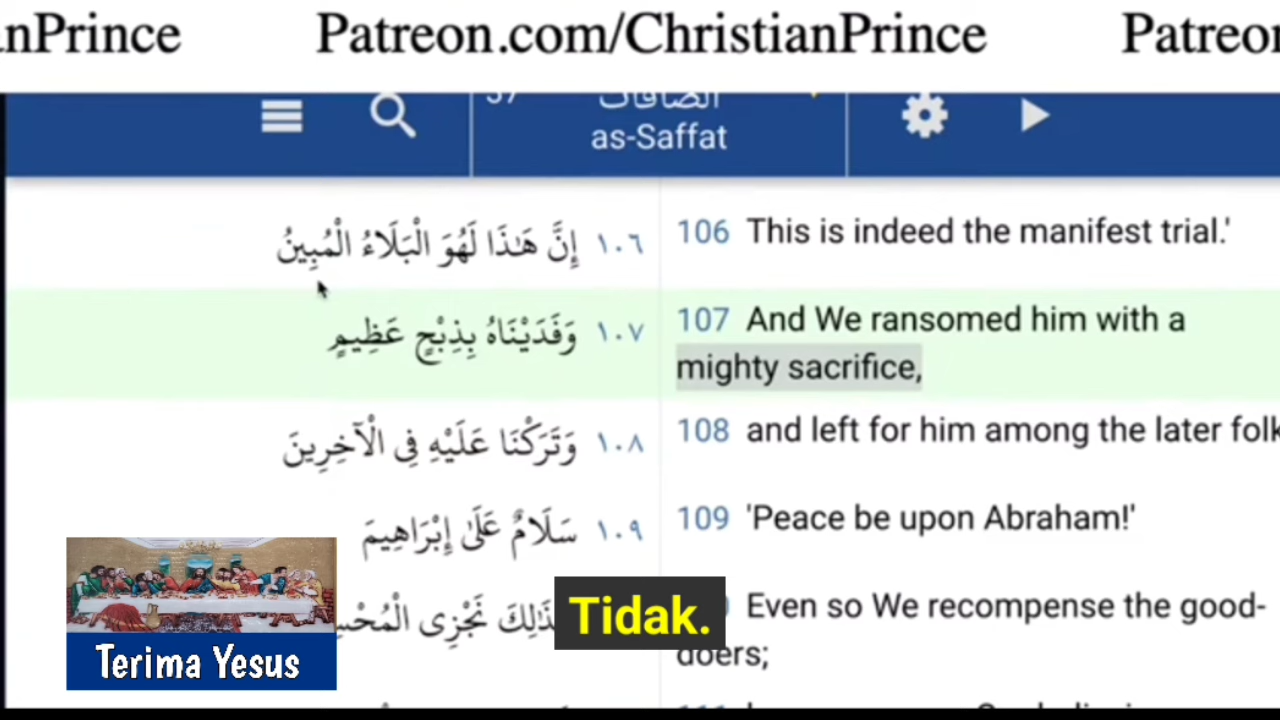 Patreon.com/ChristianPrince
الصافات
as-Saffat
١٠٦ إِنَّ هَٰذَا لَهُوَ الْبَلَاءُ الْمُبِينُ
106 This is indeed the manifest trial.'
١٠٧ وَفَدَيْنَاهُ بِذِبْحٍ عَظِيمٍ
107 And We ransomed him with a
mighty sacrifice,
١٠٨ وَتَرَكْنَا عَلَيْهِ فِي الْآخِرِينَ
108 and left for him among the later folk
١٠٩ سَلَامٌ عَلَىٰ إِبْرَاهِيمَ
109 'Peace be upon Abraham!'
نَجْزِي
Even so We recompense the good-
doers;
Tidak.
Terima Yesus